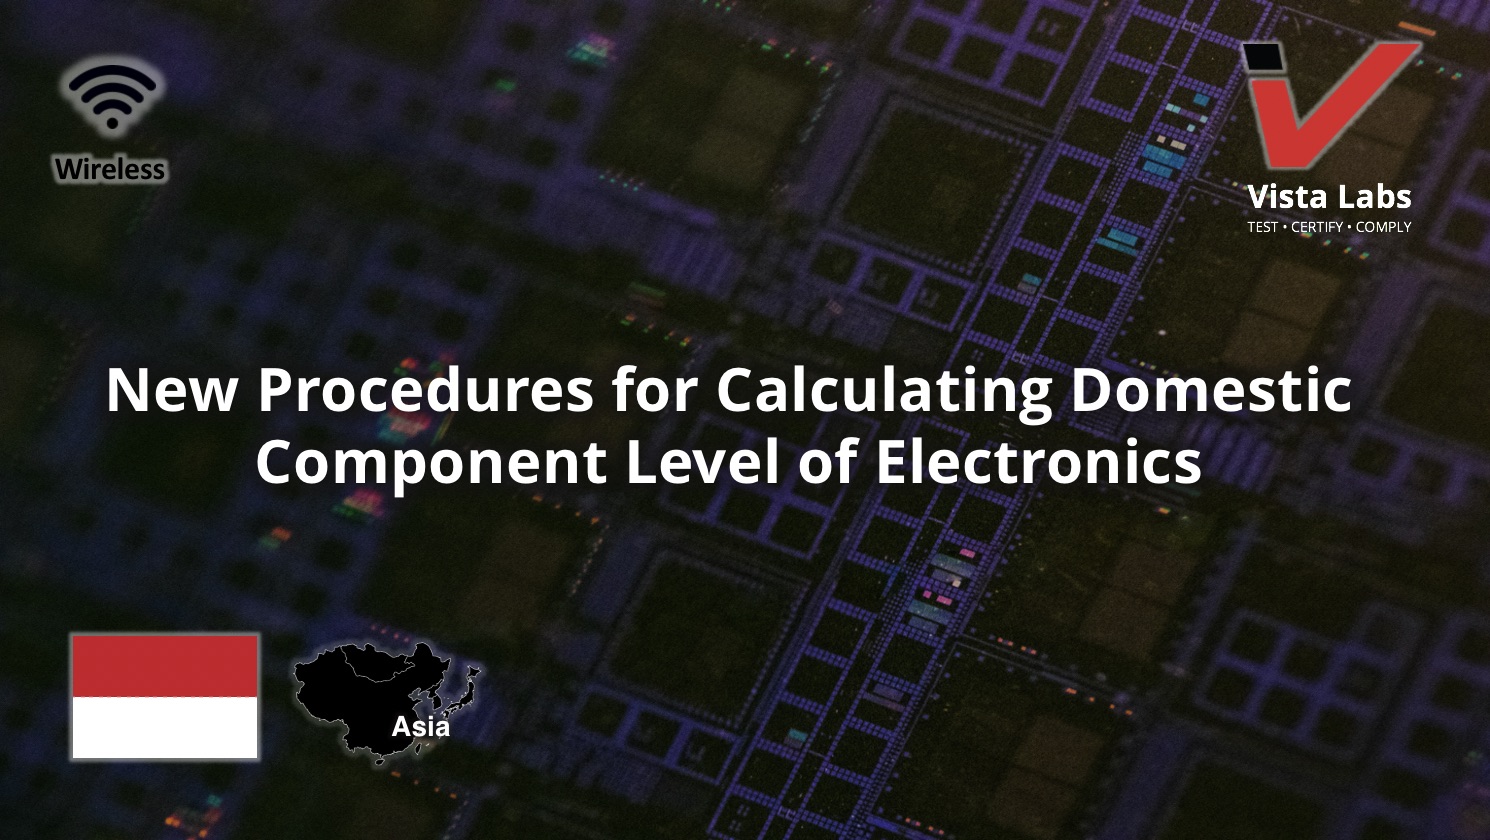 Wireless
Vista Labs
TEST • CERTIFY • COMPLY
New Procedures for Calculating Domestic
Component Level of Electronics
Asia